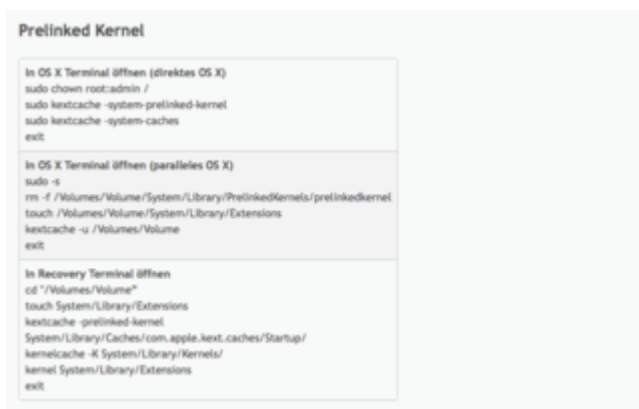 Prelinked Kernel
In OS X Terminal öffnen (direktes OS X)
sudo chown root:admin /
sudo kextcache -system-prelinked-kernel
sudo kextcache -system-caches
exit
In OS X Terminal öffnen (paralleles OS X)
sudo -s
rm -f /Volumes/Volume/System/Library/PrelinkedKernels/prelinkedkernel
touch /Volumes/Volume/System/Library/Extensions
kextcache -u /Volumes/Volume
exit
In Recovery Terminal öffnen
cd "/Volumes/Volume"
touch System/Library/Extensions
kextcache -prelinked-kernel
System/Library/Caches/com.apple.kext.caches/Startup/
kernelcache -K System/Library/Kernels/
kernel System/Library/Extensions
exit